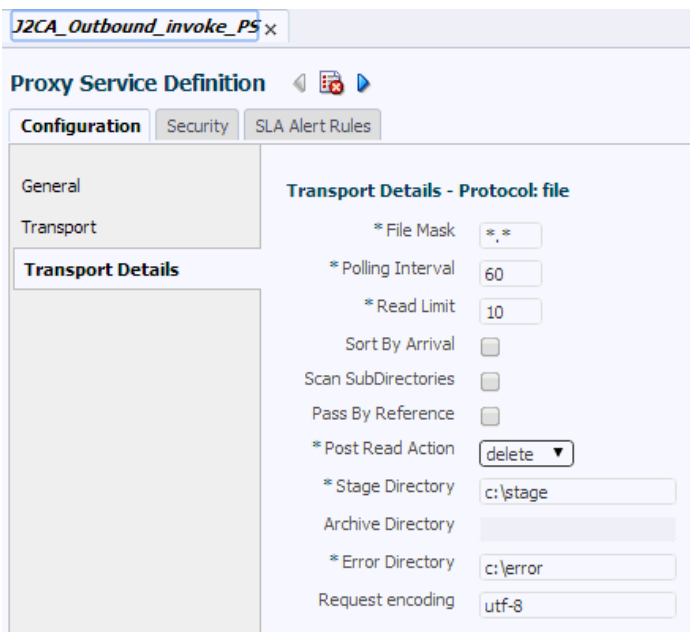 J2CA_Outbound_invoke_PS
Proxy Service Definition
Configuration Security SLA Alert Rules
General
Transport
Transport Details
Transport Details - Protocol: file
* File Mask *.*
* Polling Interval 60
* Read Limit 10
Sort By Arrival
Scan SubDirectories
Pass By Reference
* Post Read Action delete
* Stage Directory c:\stage
Archive Directory
* Error Directory c:\error
Request encoding utf-8